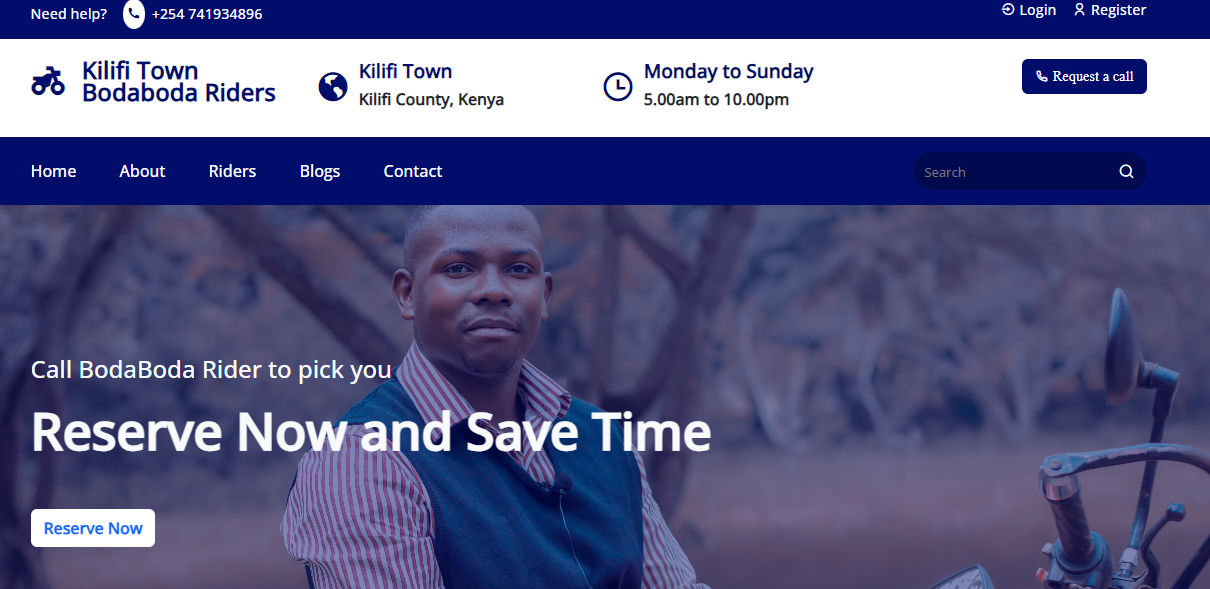 Need help? +254 741934896 Login Register
Kilifi Town
Bodaboda Riders
Kilifi Town
Kilifi County, Kenya
Monday to Sunday
5.00am to 10.00pm
Request a call
Home About Riders Blogs Contact Search
Call BodaBoda Rider to pick you
Reserve Now and Save Time
Reserve Now